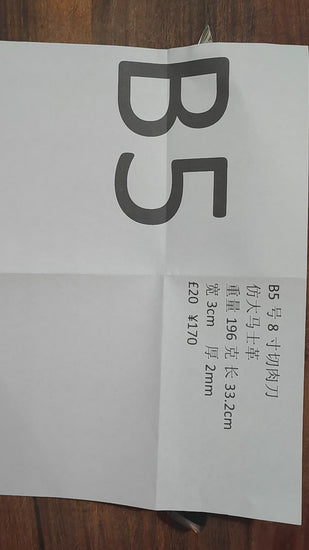 B5
B5 号 8 寸切肉刀
仿大马士革
重量 196 克 长 33.2cm
宽 3cm 厚 2mm
£20 ¥170